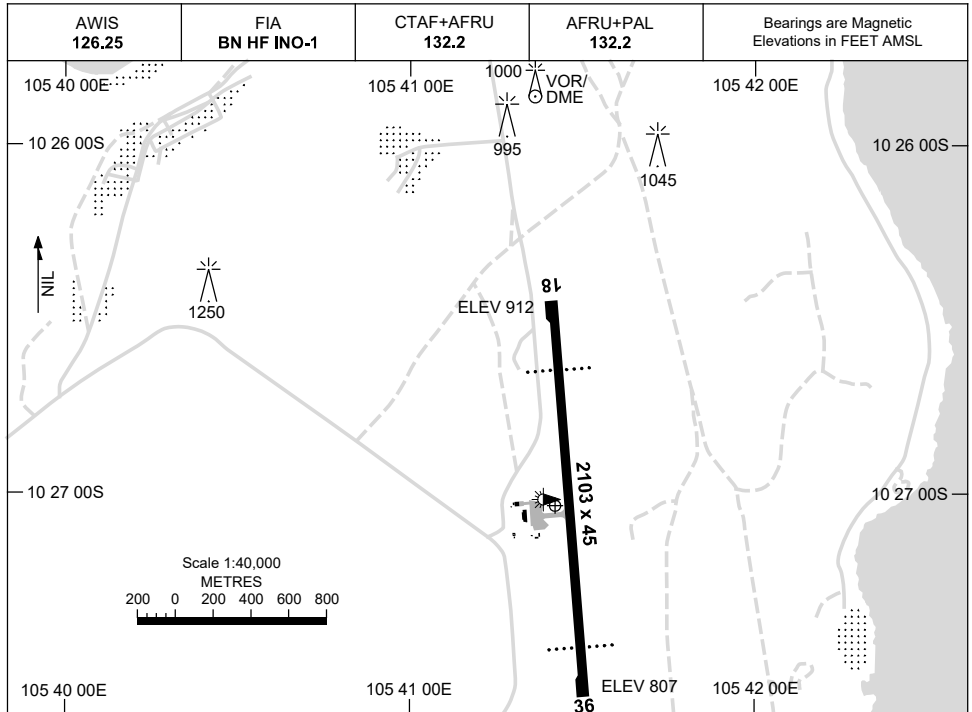 AWIS
126.25
FIA
BN HF INO-1
CTAF+AFRU
132.2
AFRU+PAL
132.2
Bearings are Magnetic
Elevations in FEET AMSL
105 40 00E
105 41 00E
1000
VOR/
DME
105 42 00E
10 26 00S
995
1045
10 26 00S
NIL
1250
18
ELEV 912
2103 x 45
10 27 00S
10 27 00S
Scale 1:40,000
METRES
200 0 200 400 600 800
105 40 00E
105 41 00E
ELEV 807
105 42 00E
36